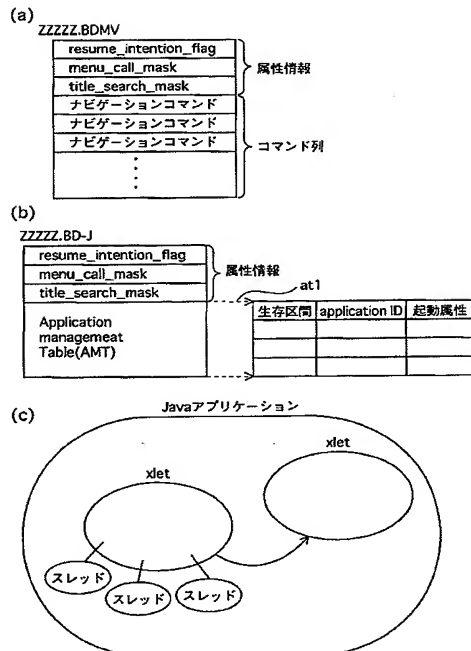 (a)
ZZZZZ.BDMV
resume_intention_flag
menu_call_mask
title_search_mask
属性情報
ナビゲーションコマンド
ナビゲーションコマンド
ナビゲーションコマンド
コマンド列
(b)
ZZZZZ.BD-J
resume_intention_flag
menu_call_mask
title_search_mask
属性情報
at1
Application
managemeat
Table(AMT)
生存区間 application ID 起動属性
(c)
Javaアプリケーション
xlet
xlet
スレッド
スレッド
スレッド